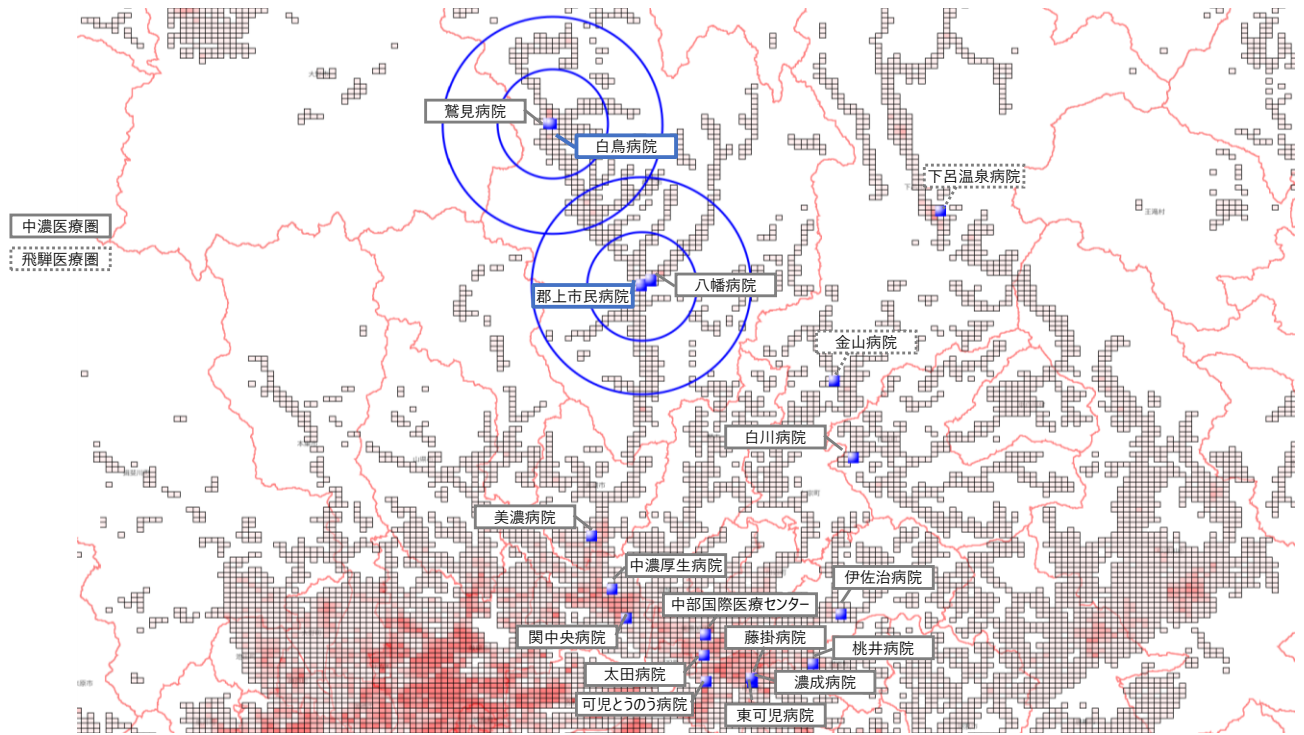 鷲見病院
白鳥病院
下呂温泉病院
王滝村
中濃医療圏
飛騨医療圏
八幡病院
郡上市民病院
金山病院
白川病院
美濃病院
中濃厚生病院
伊佐治病院
中部国際医療センター
関中央病院
藤掛病院
桃井病院
太田病院
濃成病院
可児とうのう病院
東可児病院